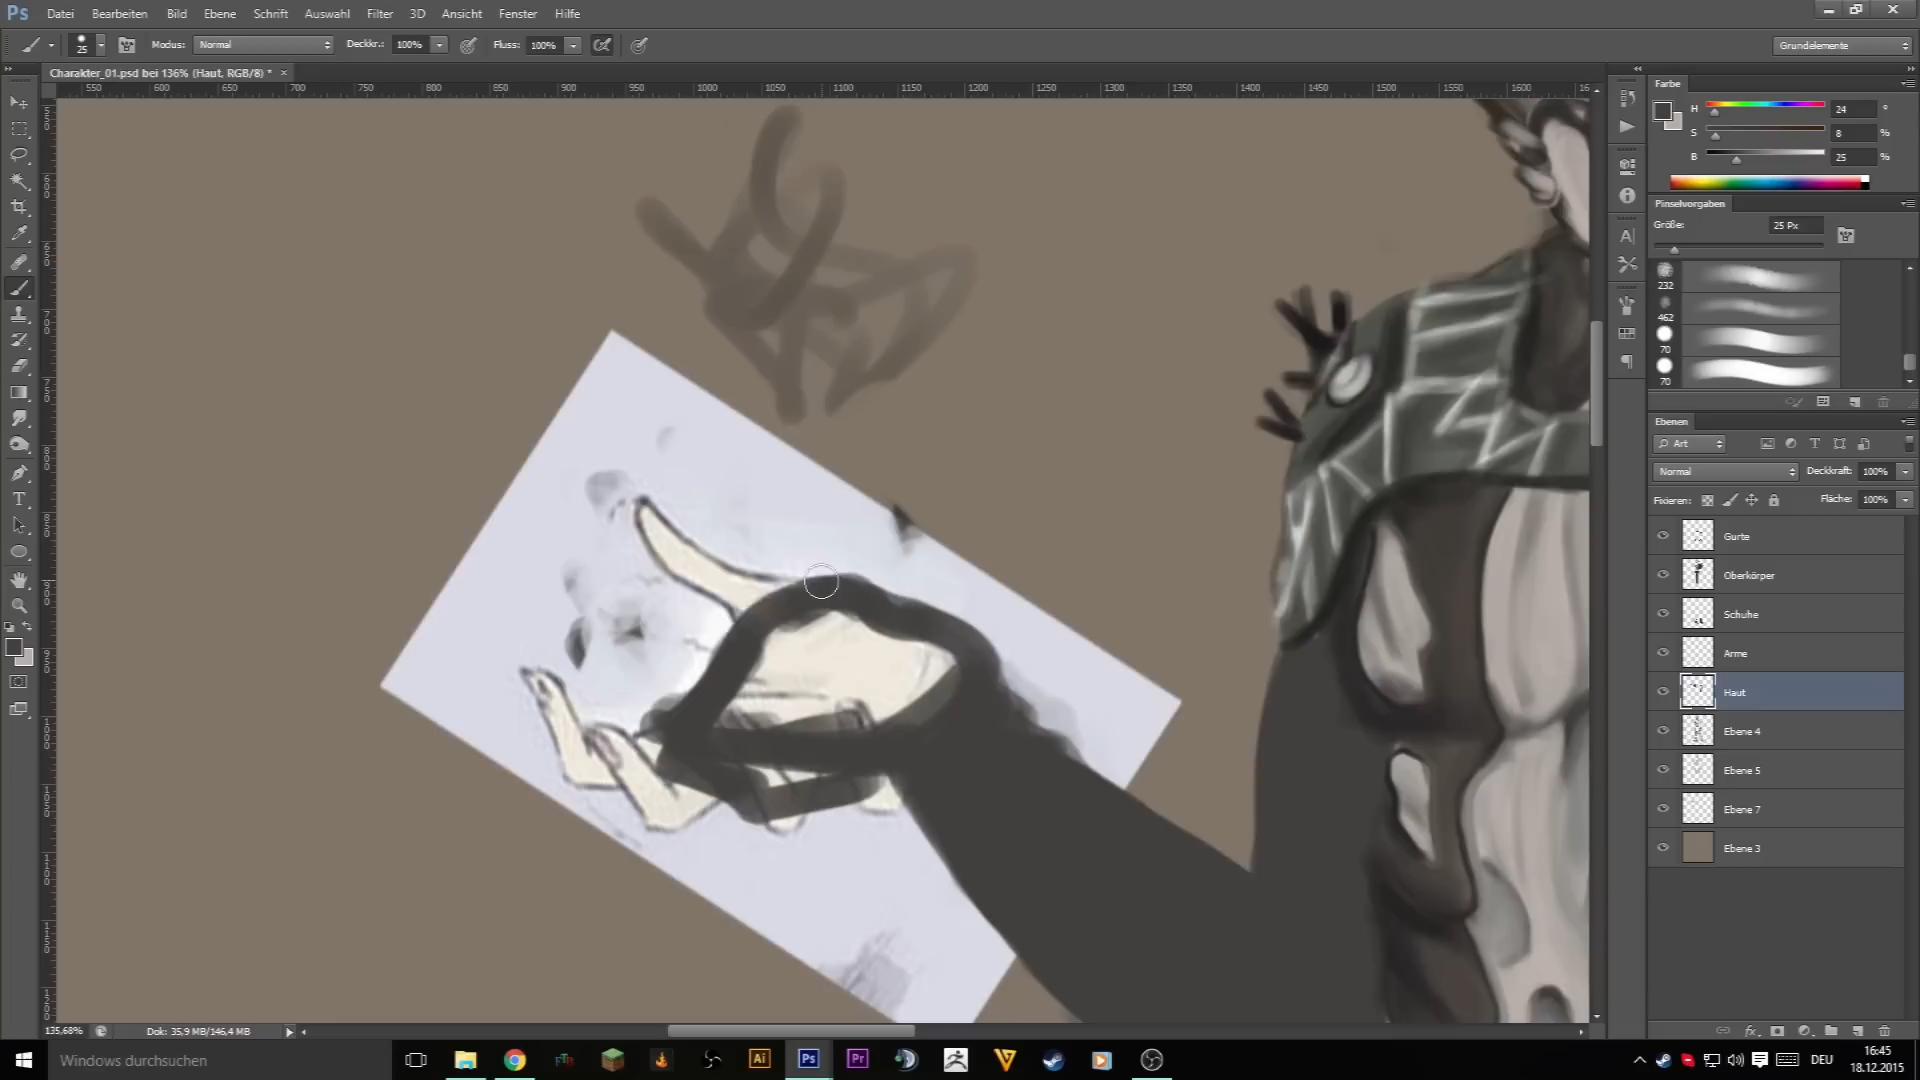 Ps Datei Bearbeiten Bild Ebene Schrift Auswahl Filter 3D Ansicht Fenster Hilfe
25 Modus: Normal Deckkr.: 100% Fluss: 100% Grundelemente
Charakter_01.psd bei 136% (Haut, RGB/8) * ×
550 600 650 700 750 800 850 900 950 1000 1050 1100 1150 1200 1250 1300 1350 1400 1450 1500 1550 1600
Farbe
H 24 °
S 8 %
B 25 %
Pinselvorgaben
Größe: 25 Px
232
462
70
70
Ebenen
Art
Normal Deckkraft: 100%
Fixieren: Fläche: 100%
Gurte
Oberkörper
Schuhe
Arme
Haut
Ebene 4
Ebene 5
Ebene 7
Ebene 3
135,68% Dok: 35,9 MB/146,4 MB
Windows durchsuchen
Ai Ps Pr
DEU
16:45
18.12.2015